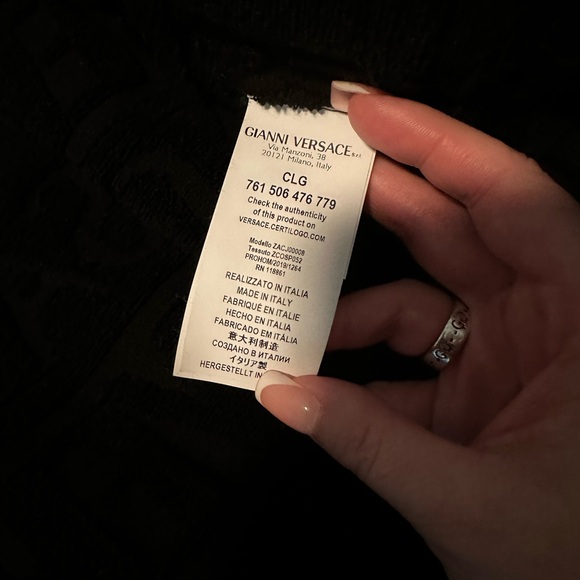 GIANNI VERSACE S.r.l.
Via Manzoni, 38
20121 Milano, Italy
CLG
761 506 476 779
Check the authenticity
of this product on
VERSACE.CERTILOGO.COM
Modello ZACJ00008
Tessuto ZCOSP052
PROHOM/2019/1264
RN 118861
REALIZZATO IN ITALIA
MADE IN ITALY
FABRIQUÉ EN ITALIE
HECHO EN ITALIA
FABRICADO EM ITÁLIA
意大利制造
СОЗДАНО В ИТАЛИИ
イタリア製
HERGESTELLT IN